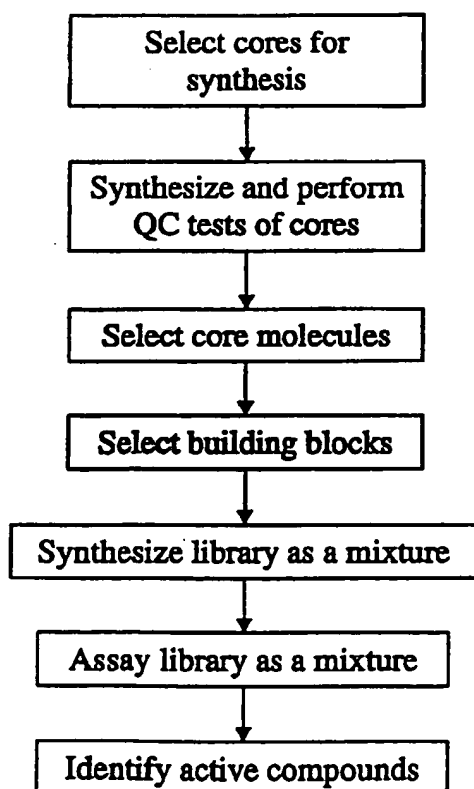 Select cores for
synthesis
Synthesize and perform
QC tests of cores
Select core molecules
Select building blocks
Synthesize library as a mixture
Assay library as a mixture
Identify active compounds